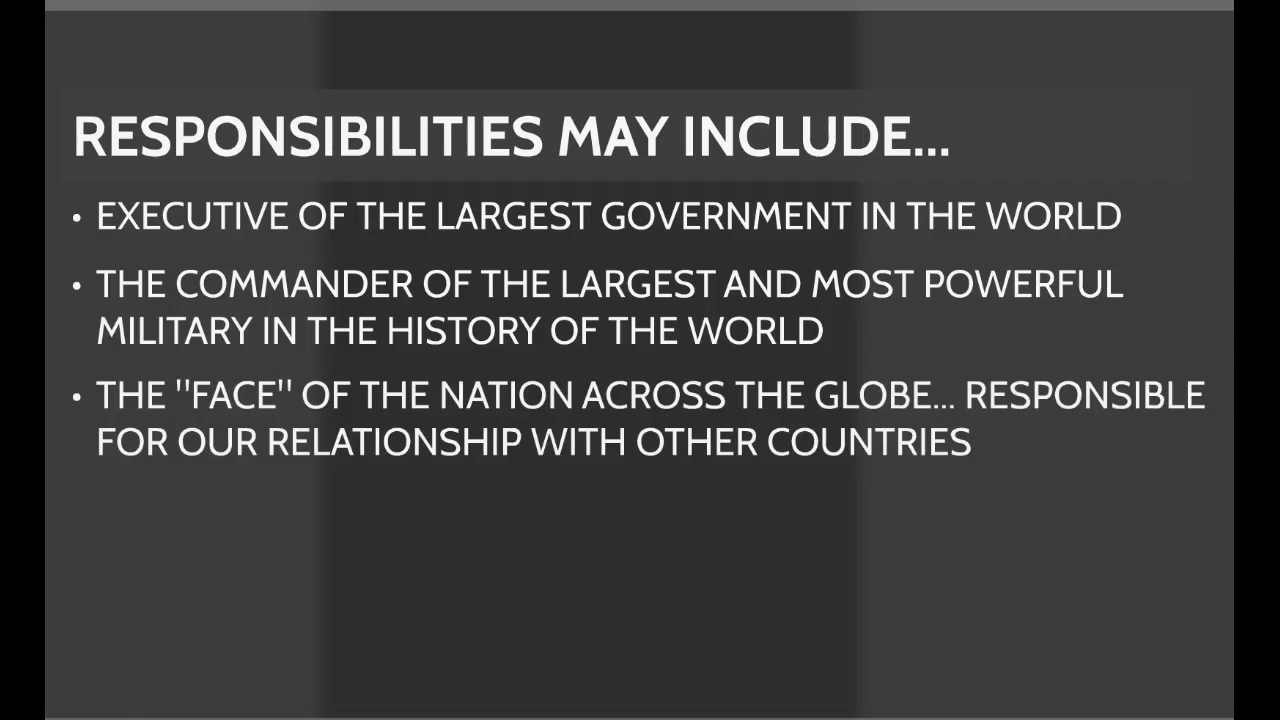 RESPONSIBILITIES MAY INCLUDE...
• EXECUTIVE OF THE LARGEST GOVERNMENT IN THE WORLD
• THE COMMANDER OF THE LARGEST AND MOST POWERFUL
MILITARY IN THE HISTORY OF THE WORLD
• THE "FACE" OF THE NATION ACROSS THE GLOBE... RESPONSIBLE
FOR OUR RELATIONSHIP WITH OTHER COUNTRIES